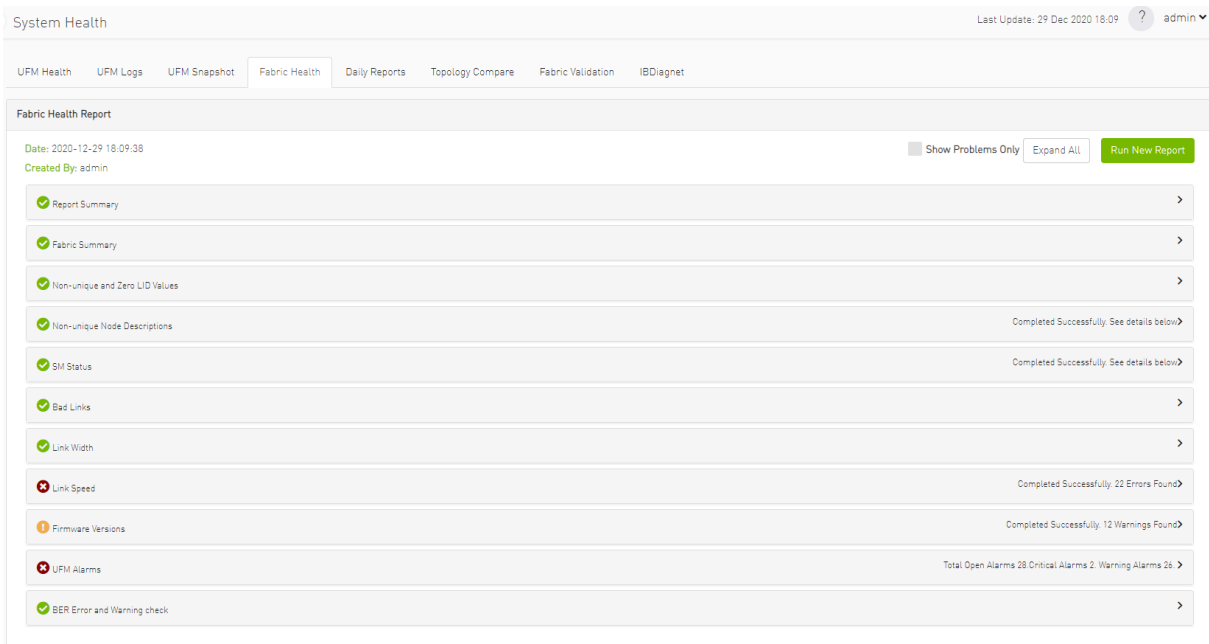 System Health
Last Update: 29 Dec 2020 18:09 ? admin
UFM Health UFM Logs UFM Snapshot Fabric Health Daily Reports Topology Compare Fabric Validation IBDiagnet
Fabric Health Report
Date: 2020-12-29 18:09:38
Created By: admin
Show Problems Only Expand All Run New Report
Report Summary
Fabric Summary
Non-unique and Zero LID Values
Non-unique Node Descriptions Completed Successfully. See details below
SM Status Completed Successfully. See details below
Bad Links
Link Width
Link Speed Completed Successfully. 22 Errors Found
Firmware Versions Completed Successfully. 12 Warnings Found
UFM Alarms Total Open Alarms 28.Critical Alarms 2. Warning Alarms 26.
BER Error and Warning check